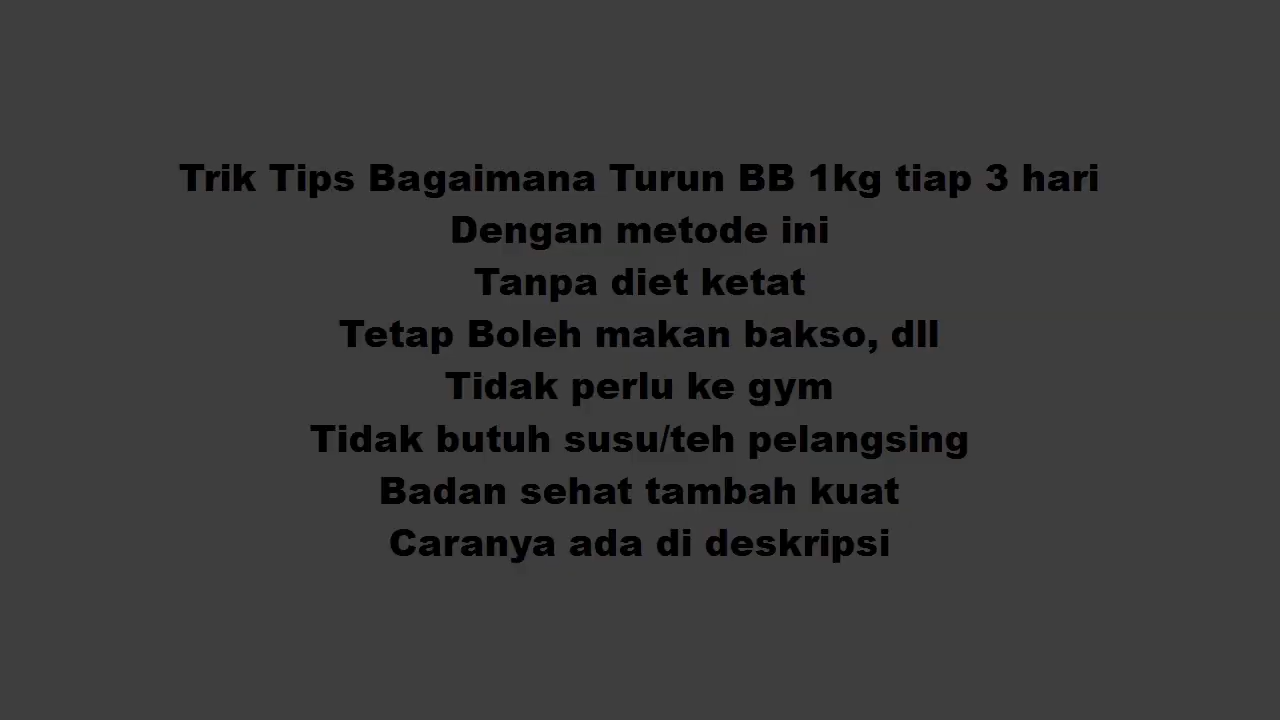 Trik Tips Bagaimana Turun BB 1kg tiap 3 hari
Dengan metode ini
Tanpa diet ketat
Tetap Boleh makan bakso, dll
Tidak perlu ke gym
Tidak butuh susu/teh pelangsing
Badan sehat tambah kuat
Caranya ada di deskripsi